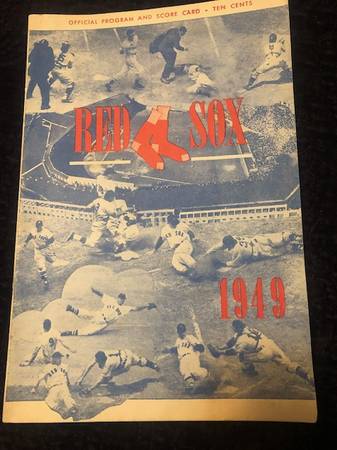 OFFICIAL PROGRAM AND SCORE CARD • TEN CENTS
RED SOX
1949